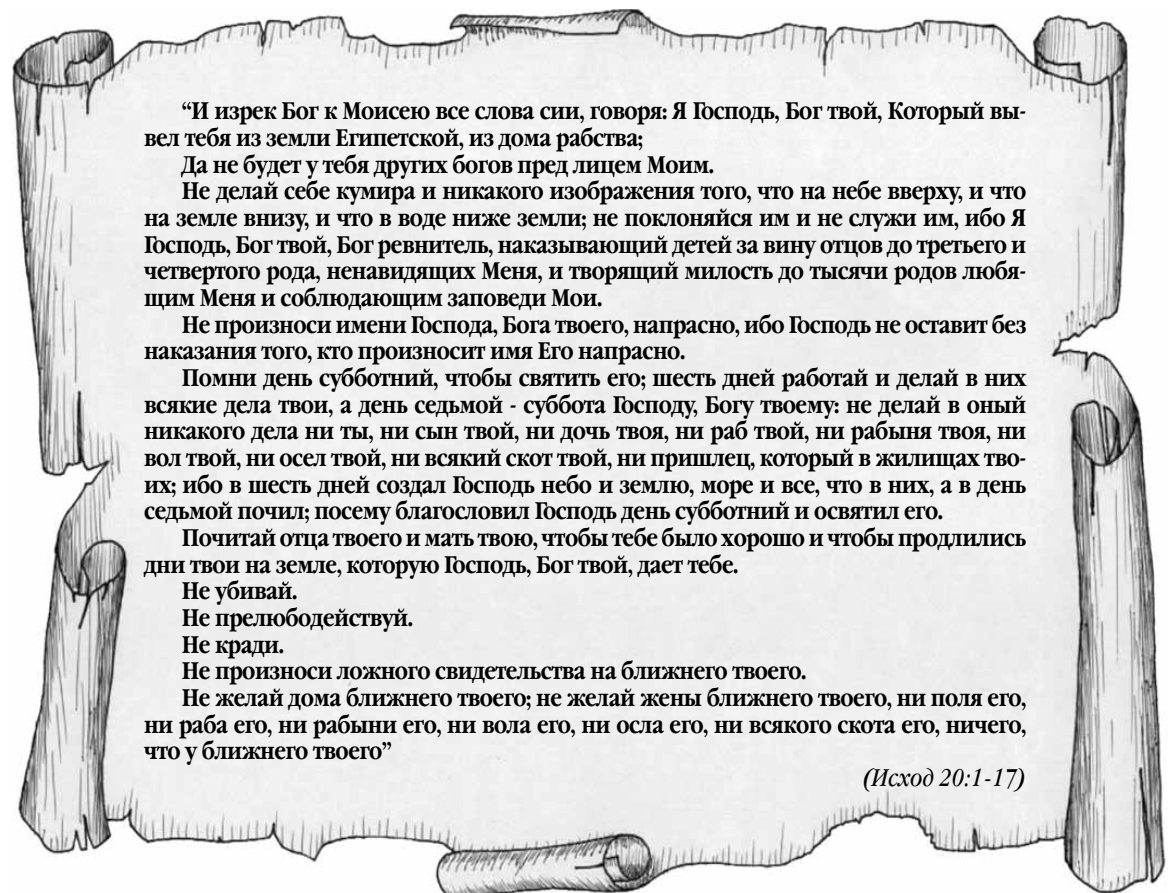 “И изрек Бог к Моисею все слова сии, говоря: Я Господь, Бог твой, Который вы-
вел тебя из земли Египетской, из дома рабства;
Да не будет у тебя других богов пред лицем Моим.
Не делай себе кумира и никакого изображения того, что на небе вверху, и что
на земле внизу, и что в воде ниже земли; не поклоняйся им и не служи им, ибо Я
Господь, Бог твой, Бог ревнитель, наказывающий детей за вину отцов до третьего и
четвертого рода, ненавидящих Меня, и творящий милость до тысячи родов любя-
щим Меня и соблюдающим заповеди Мои.
Не произноси имени Господа, Бога твоего, напрасно, ибо Господь не оставит без
наказания того, кто произносит имя Его напрасно.
Помни день субботний, чтобы святить его; шесть дней работай и делай в них
всякие дела твои, а день седьмой - суббота Господу, Богу твоему: не делай в оный
никакого дела ни ты, ни сын твой, ни дочь твоя, ни раб твой, ни рабыня твоя, ни
вол твой, ни осел твой, ни всякий скот твой, ни пришлец, который в жилищах тво-
их; ибо в шесть дней создал Господь небо и землю, море и все, что в них, а в день
седьмой почил; посему благословил Господь день субботний и освятил его.
Почитай отца твоего и мать твою, чтобы тебе было хорошо и чтобы продлились
дни твои на земле, которую Господь, Бог твой, дает тебе.
Не убивай.
Не прелюбодействуй.
Не кради.
Не произноси ложного свидетельства на ближнего твоего.
Не желай дома ближнего твоего; не желай жены ближнего твоего, ни поля его,
ни раба его, ни рабыни его, ни вола его, ни осла его, ни всякого скота его, ничего,
что у ближнего твоего”
(Исход 20:1-17)